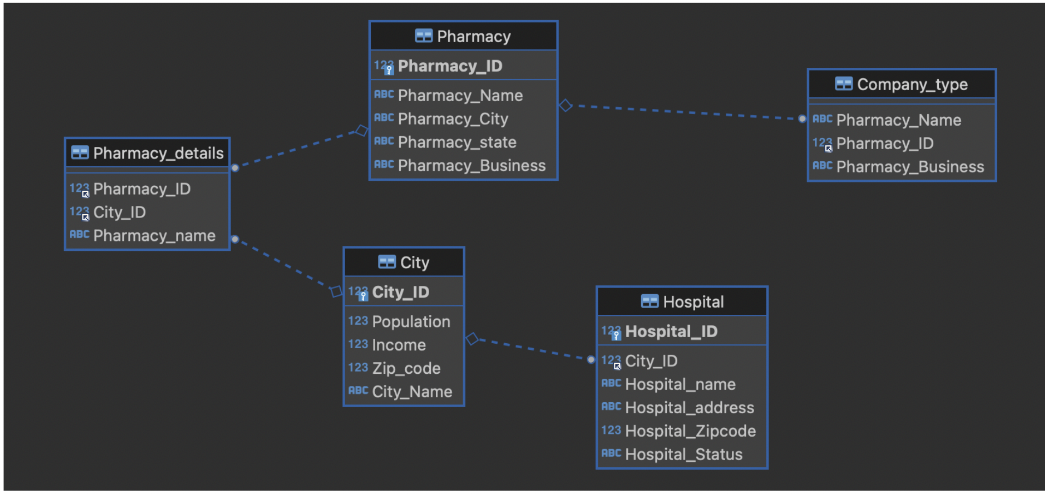 Pharmacy
123 Pharmacy_ID
ABC Pharmacy_Name
ABC Pharmacy_City
ABC Pharmacy_state
ABC Pharmacy_Business
Company_type
ABC Pharmacy_Name
123 Pharmacy_ID
ABC Pharmacy_Business
Pharmacy_details
123 Pharmacy_ID
123 City_ID
ABC Pharmacy_name
City
123 City_ID
123 Population
123 Income
123 Zip_code
ABC City_Name
Hospital
123 Hospital_ID
123 City_ID
ABC Hospital_name
ABC Hospital_address
123 Hospital_Zipcode
ABC Hospital_Status